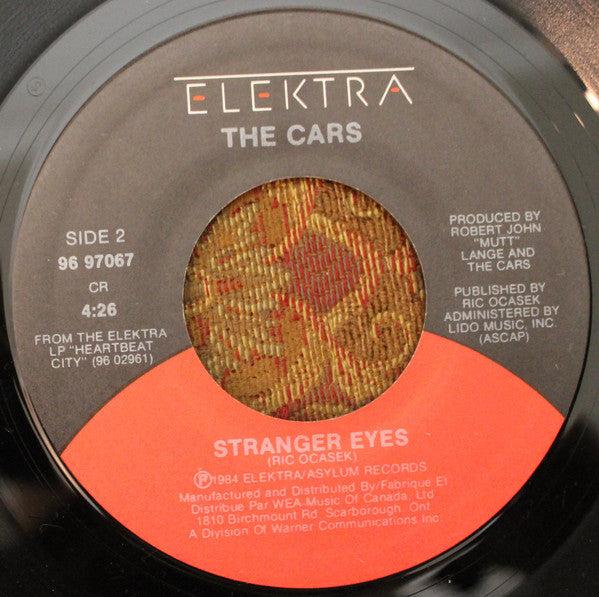 ELEKTRA
THE CARS
SIDE 2
96 97067
CR
4:26
FROM THE ELEKTRA
LP "HEARTBEAT
CITY" (96 02961)
PRODUCED BY
ROBERT JOHN
"MUTT"
LANGE AND
THE CARS
PUBLISHED BY
RIC OCASEK
ADMINISTERED BY
LIDO MUSIC, INC.
(ASCAP)
STRANGER EYES
(RIC OCASEK)
℗1984 ELEKTRA/ASYLUM RECORDS
Manufactured and Distributed By/Fabrique Et
Distribue Par WEA Music Of Canada, Ltd
1810 Birchmount Rd. Scarborough, Ont
A Division Of Warner Communications Inc